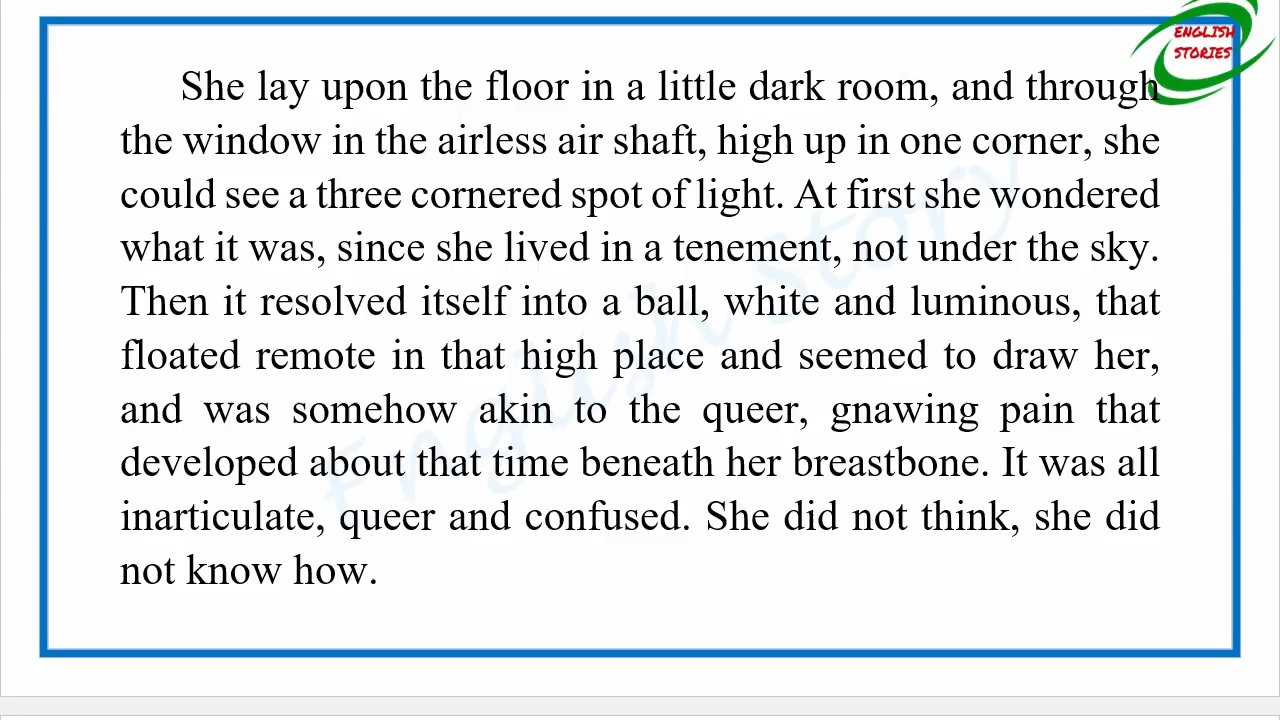 ENGLISH
STORIES
She lay upon the floor in a little dark room, and through
the window in the airless air shaft, high up in one corner, she
could see a three cornered spot of light. At first she wondered
what it was, since she lived in a tenement, not under the sky.
Then it resolved itself into a ball, white and luminous, that
floated remote in that high place and seemed to draw her,
and was somehow akin to the queer, gnawing pain that
developed about that time beneath her breastbone. It was all
inarticulate, queer and confused. She did not think, she did
not know how.
English Story